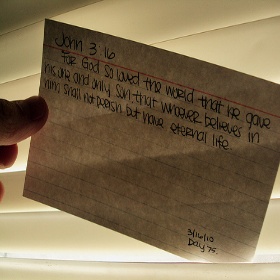 John 3 16
for God so loved the world that He gave
his one and only son, that whoever believes in
him shall not perish but have eternal life.
3/16/10
Day 75.